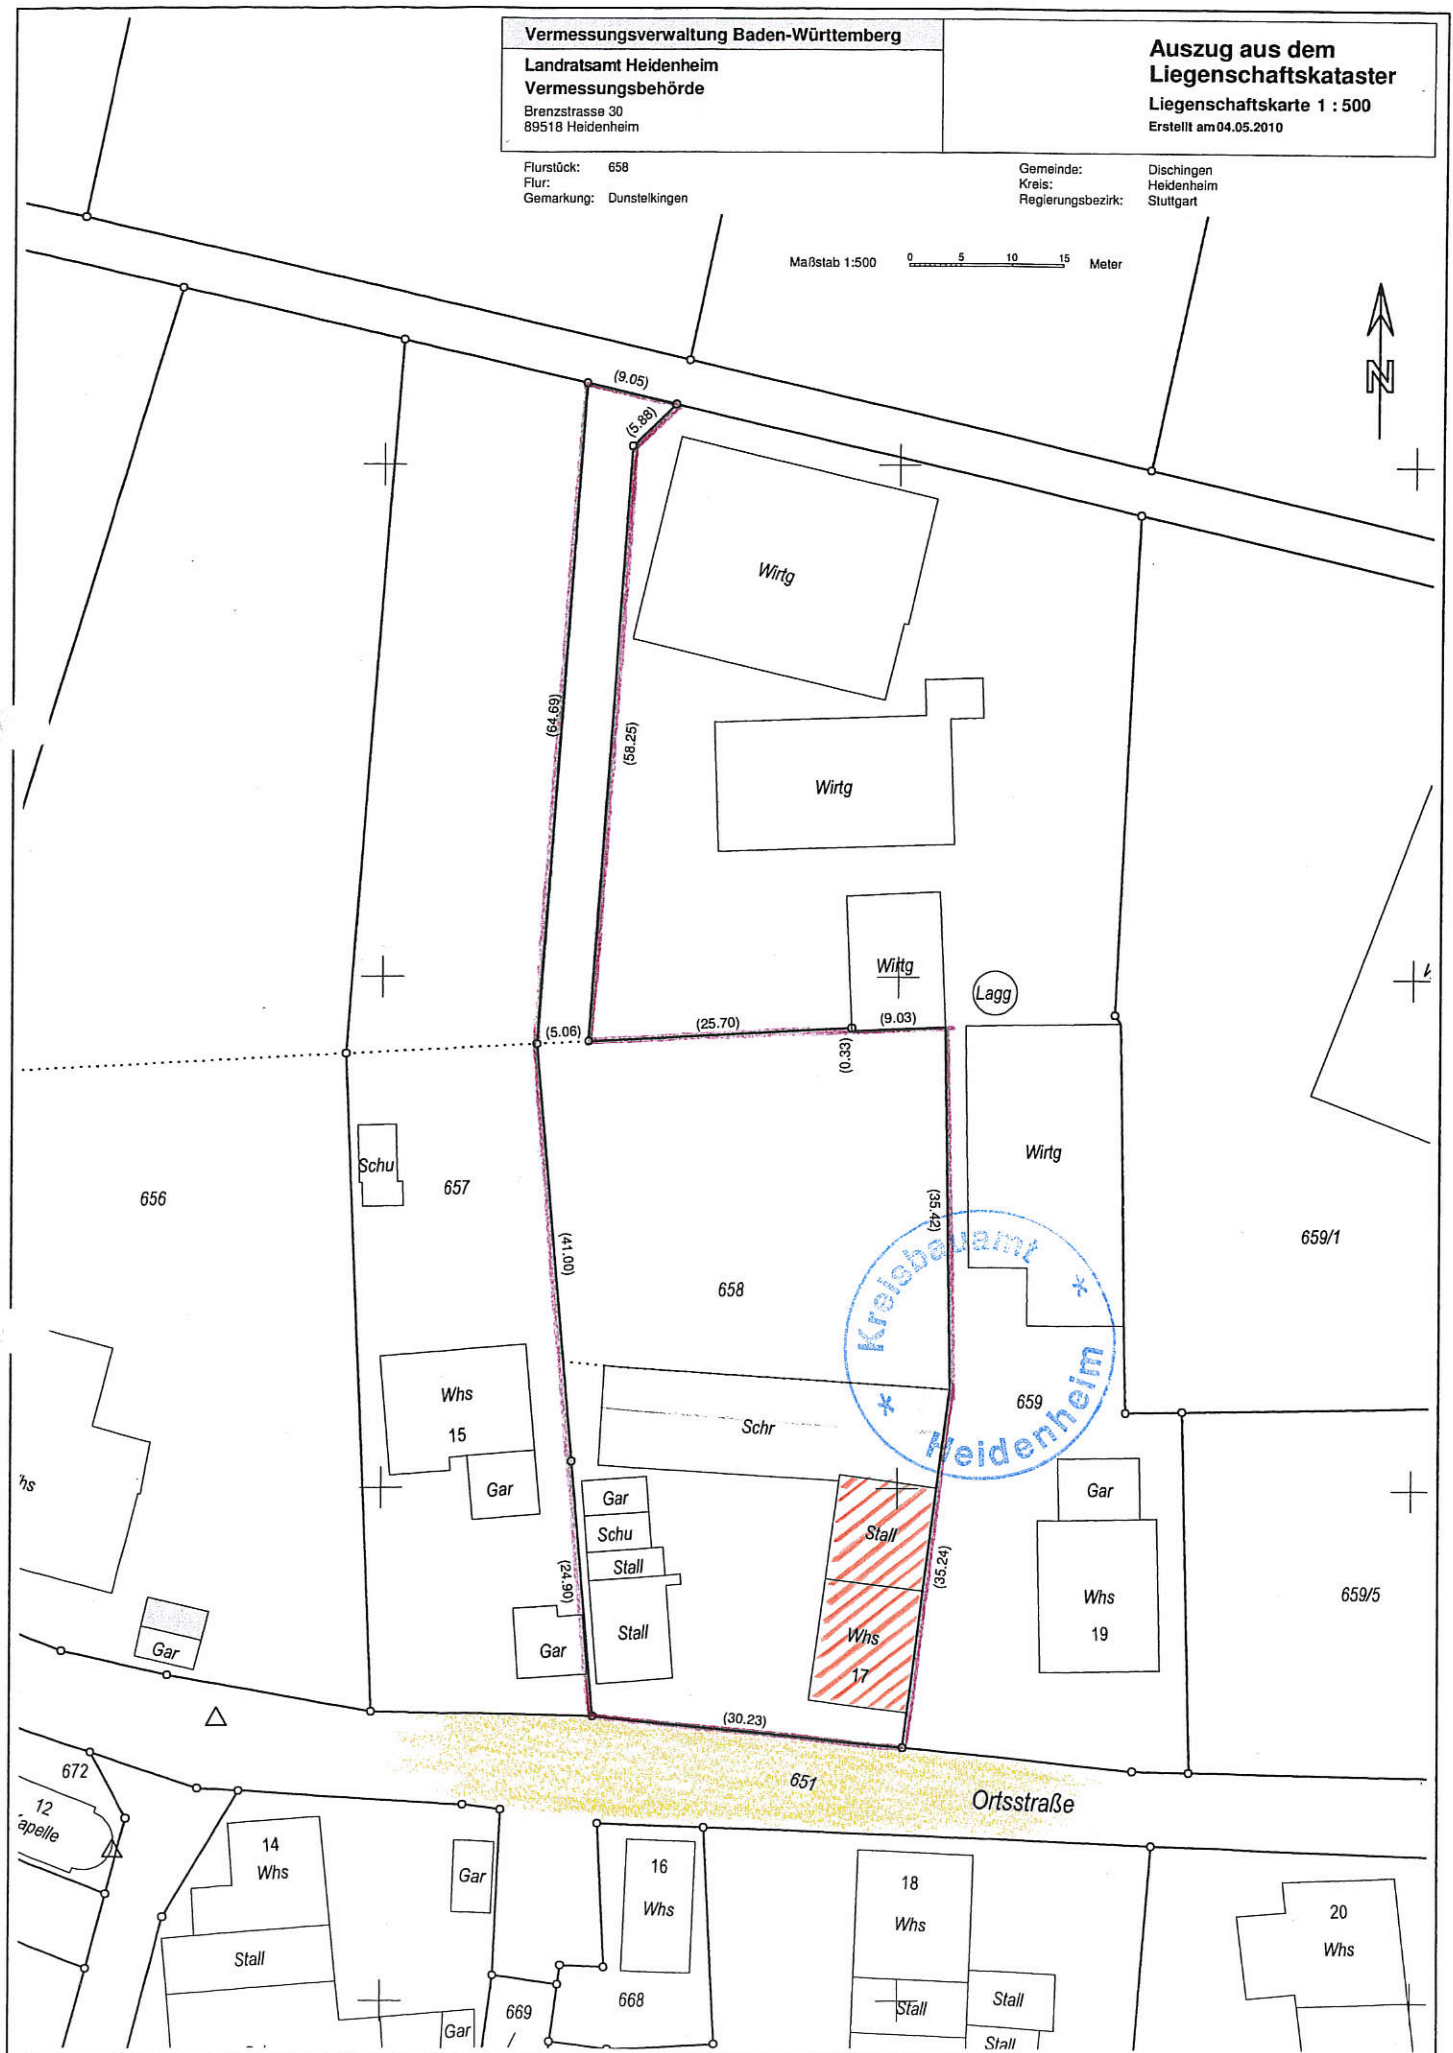 Vermessungsverwaltung Baden-Württemberg
Landratsamt Heidenheim
Vermessungsbehörde
Brenzstrasse 30
89518 Heidenheim
Auszug aus dem
Liegenschaftskataster
Liegenschaftskarte 1 : 500
Erstellt am 04.05.2010
Flurstück: 658
Flur:
Gemarkung: Dunstelkingen
Gemeinde: Dischingen
Kreis: Heidenheim
Regierungsbezirk: Stuttgart
Maßstab 1:500 0 5 10 15 Meter
N
(9.05)
(5.88)
Wirtg
(64.69)
(58.25)
Wirtg
Wirtg
Lagg
(5.06)
(25.70)
(9.03)
(0.33)
Schu
656
657
Wirtg
(35.42)
659/1
(41.00)
658
Kreisbauamt
* Heidenheim *
Whs
15
Schr
659
Gar
Gar
Gar
Schu
Stall
Stall
(24.90)
(35.24)
Whs
19
659/5
Stall
Whs
17
Gar
Gar
(30.23)
651
Ortsstraße
672
12
apelle
14
Whs
Gar
16
Whs
18
Whs
20
Whs
Stall
669
668
Stall
Stall
Gar
Stall